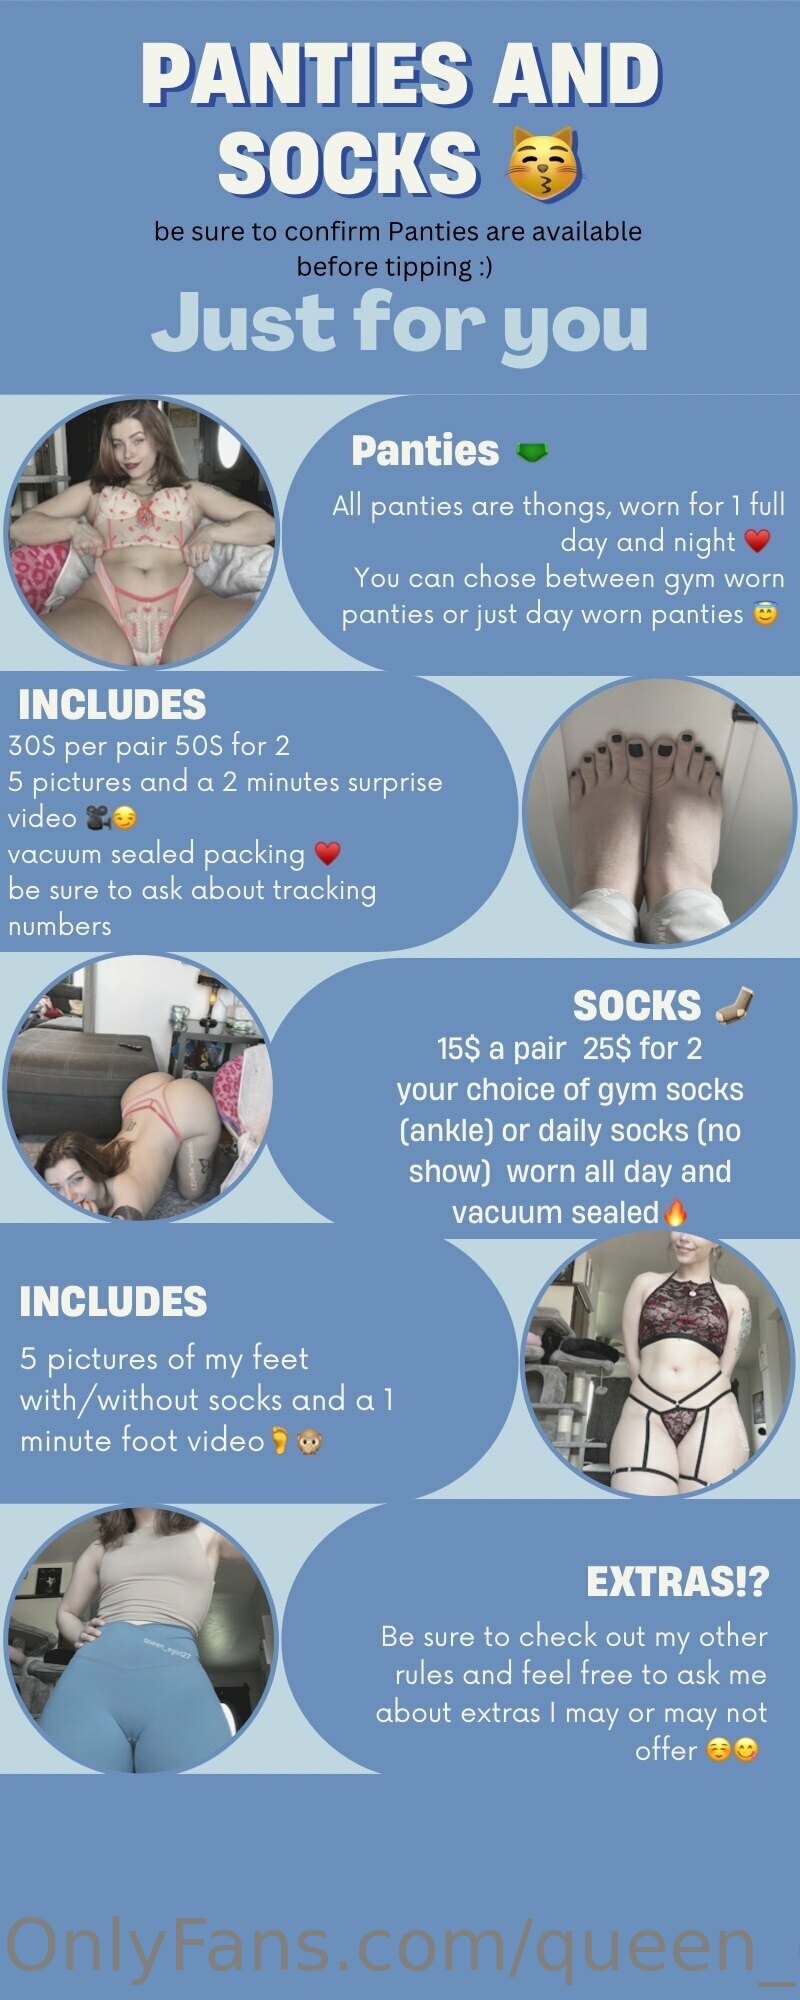 PANTIES AND
SOCKS 😽
be sure to confirm Panties are available
before tipping :)
Just for you
Panties 🩲
All panties are thongs, worn for 1 full
day and night ♥️
You can chose between gym worn
panties or just day worn panties 😇
INCLUDES
30$ per pair 50$ for 2
5 pictures and a 2 minutes surprise
video 🎥😏
vacuum sealed packing ♥️
be sure to ask about tracking
numbers
SOCKS 🧦
15$ a pair 25$ for 2
your choice of gym socks
(ankle) or daily socks (no
show) worn all day and
vacuum sealed🔥
INCLUDES
5 pictures of my feet
with/without socks and a 1
minute foot video🦶🙊
queen_egirl27
EXTRAS!?
Be sure to check out my other
rules and feel free to ask me
about extras I may or may not
offer ☺️😋
OnlyFans.com/queen_